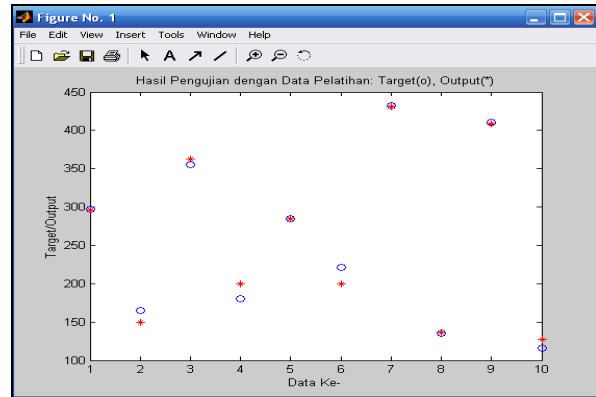 Figure No. 1
File Edit View Insert Tools Window Help
A
Hasil Pengujian dengan Data Pelatihan: Target(o), Output(*)
450
400
350
300
250
200
150
100
Target/Output
1 2 3 4 5 6 7 8 9 10
Data Ke-